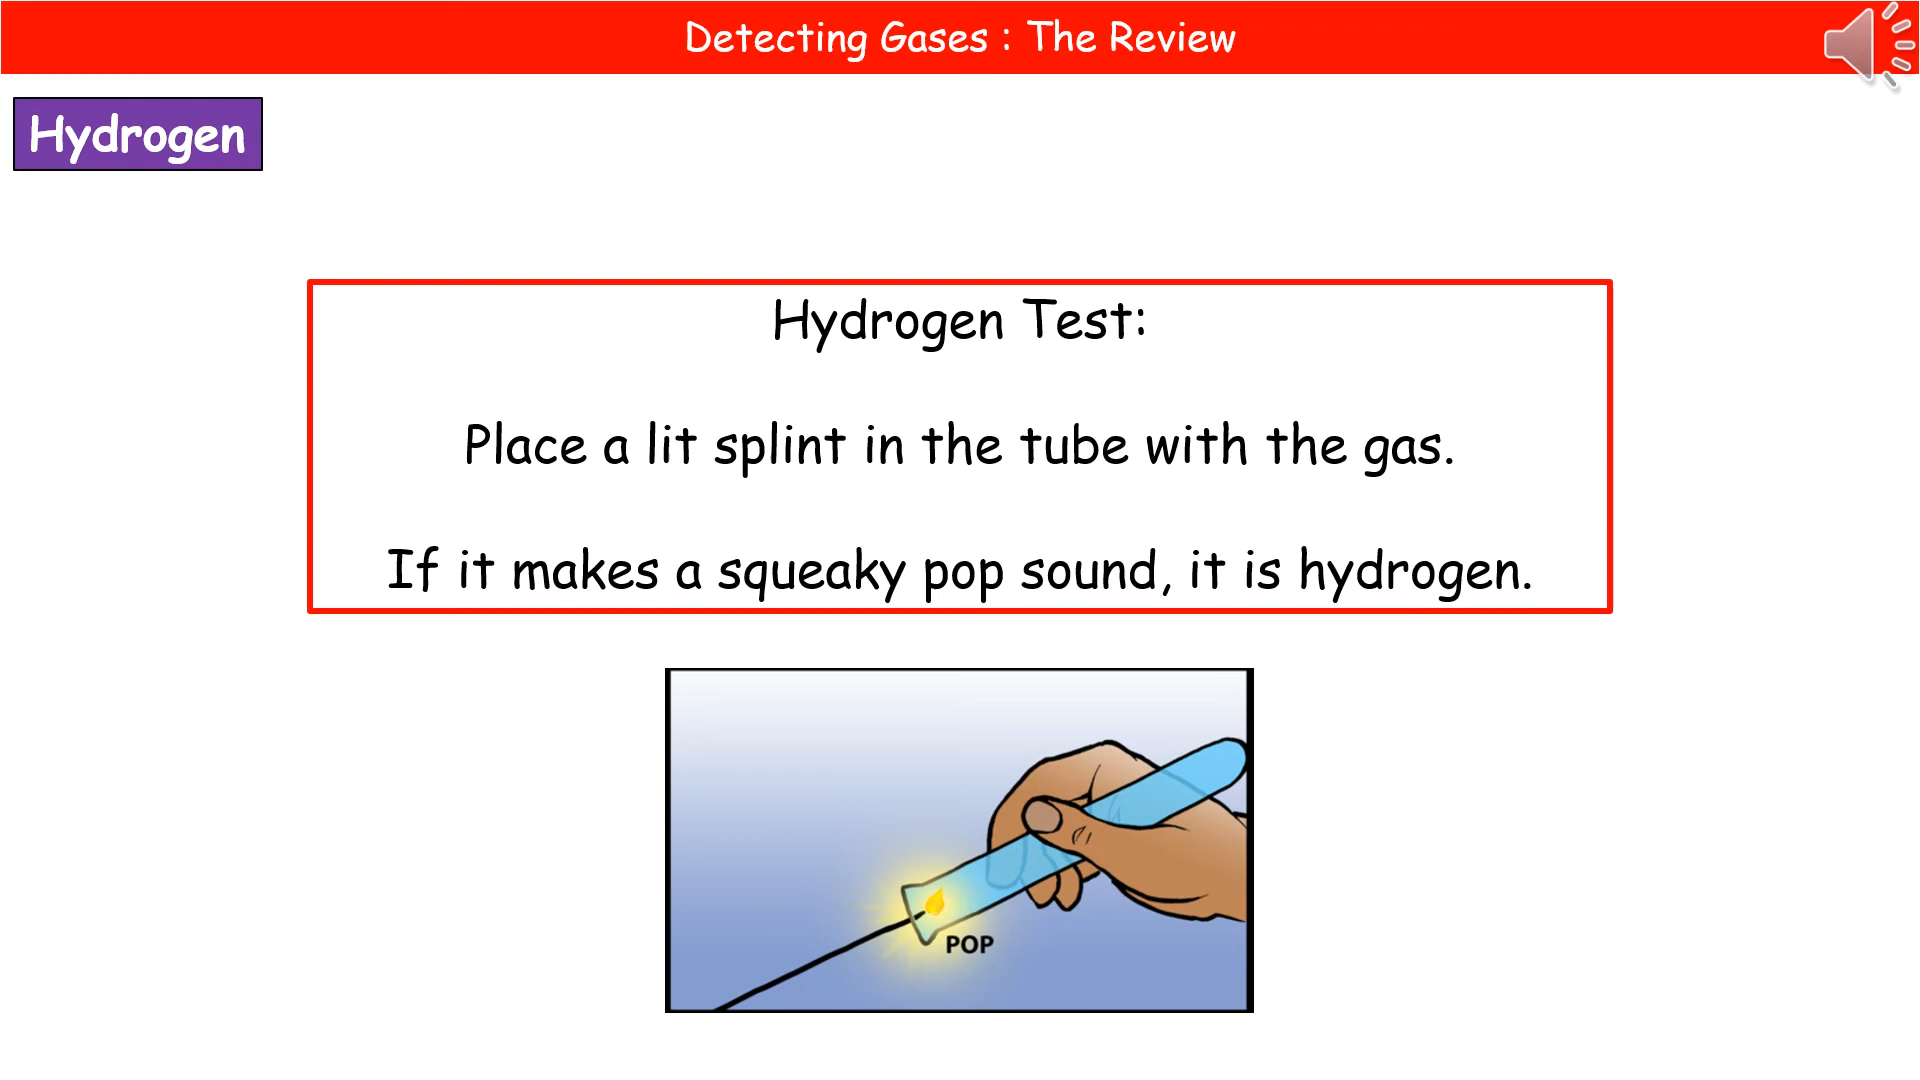 Detecting Gases : The Review
Hydrogen
Hydrogen Test:
Place a lit splint in the tube with the gas.
If it makes a squeaky pop sound, it is hydrogen.
POP